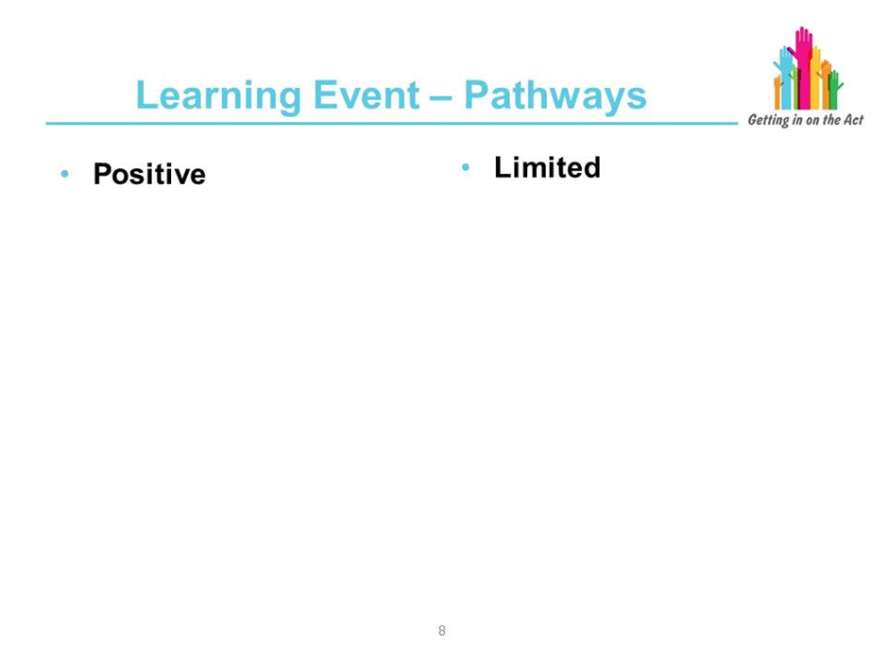 Learning Event – Pathways
Getting in on the Act
• Positive
• Limited
8